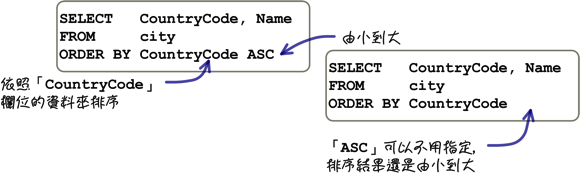 SELECT CountryCode, Name
FROM city
ORDER BY CountryCode ASC
由小到大
依照「CountryCode」
欄位的資料來排序
SELECT CountryCode, Name
FROM city
ORDER BY CountryCode
「ASC」可以不用指定,
排序結果還是由小到大